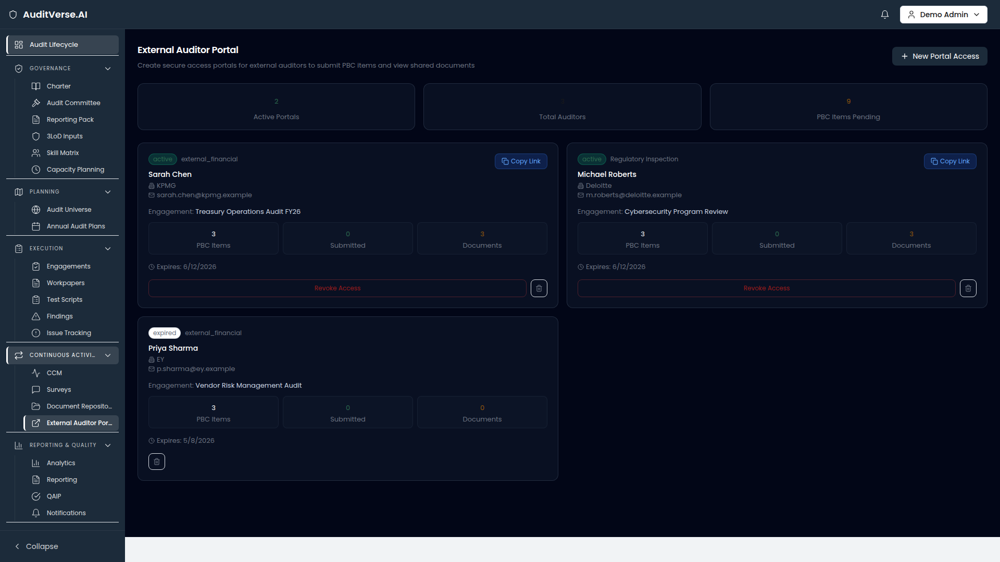 AuditVerse.AI
Demo Admin
Audit Lifecycle
GOVERNANCE
Charter
Audit Committee
Reporting Pack
3LoD Inputs
Skill Matrix
Capacity Planning
PLANNING
Audit Universe
Annual Audit Plans
EXECUTION
Engagements
Workpapers
Test Scripts
Findings
Issue Tracking
CONTINUOUS ACTIVI...
CCM
Surveys
Document Reposito...
External Auditor Por...
REPORTING & QUALITY
Analytics
Reporting
QAIP
Notifications
Collapse
External Auditor Portal
Create secure access portals for external auditors to submit PBC items and view shared documents
New Portal Access
2
Active Portals
Total Auditors
9
PBC Items Pending
active external_financial
Copy Link
Sarah Chen
KPMG
sarah.chen@kpmg.example
Engagement: Treasury Operations Audit FY26
3
PBC Items
0
Submitted
3
Documents
Expires: 6/12/2026
Revoke Access
active Regulatory Inspection
Copy Link
Michael Roberts
Deloitte
m.roberts@deloitte.example
Engagement: Cybersecurity Program Review
3
PBC Items
0
Submitted
3
Documents
Expires: 6/12/2026
Revoke Access
expired external_financial
Priya Sharma
EY
p.sharma@ey.example
Engagement: Vendor Risk Management Audit
3
PBC Items
0
Submitted
0
Documents
Expires: 5/8/2026